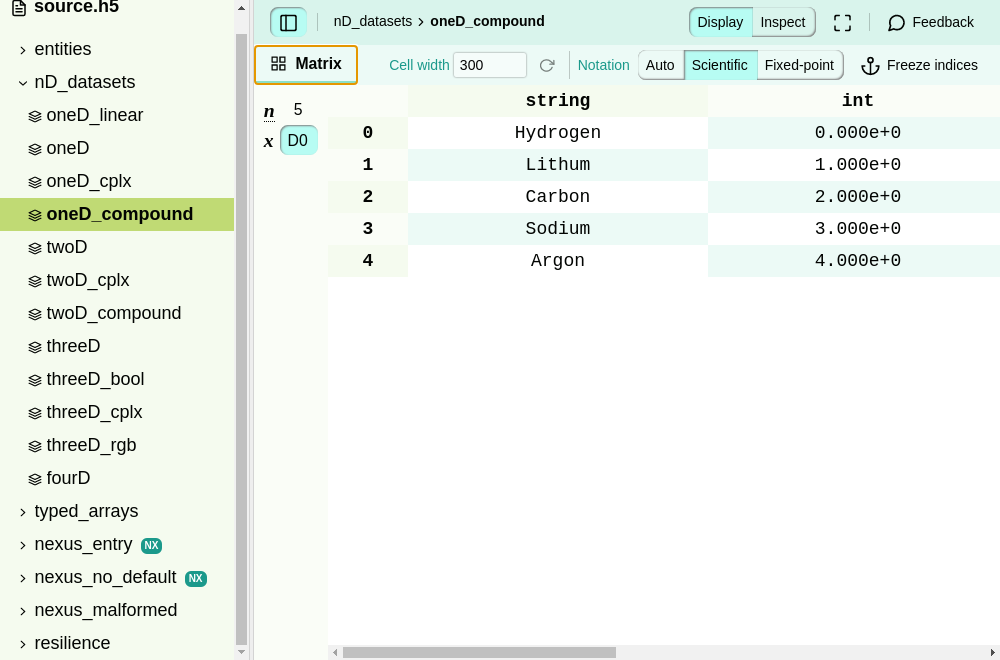 source.h5
entities
nD_datasets
oneD_linear
oneD
oneD_cplx
oneD_compound
twoD
twoD_cplx
twoD_compound
threeD
threeD_bool
threeD_cplx
threeD_rgb
fourD
typed_arrays
nexus_entry NX
nexus_no_default NX
nexus_malformed
resilience
nD_datasets › oneD_compound
Display Inspect Feedback
Matrix Cell width 300 Notation Auto Scientific Fixed-point Freeze indices
n 5
x D0
string int
0 Hydrogen 0.000e+0
1 Lithum 1.000e+0
2 Carbon 2.000e+0
3 Sodium 3.000e+0
4 Argon 4.000e+0